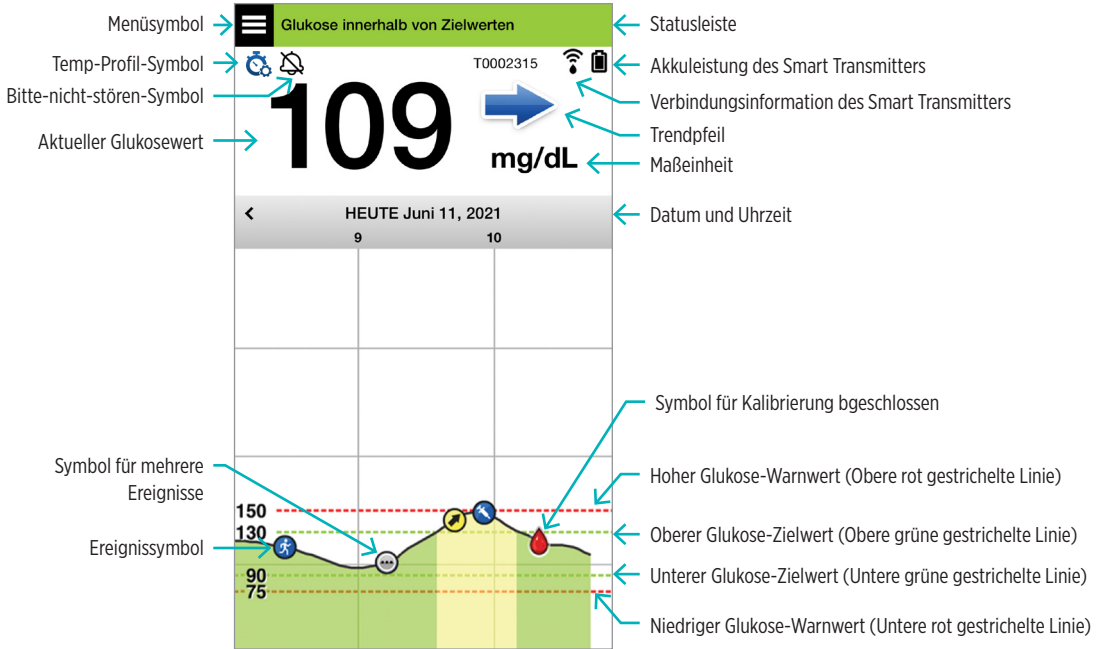 Menüsymbol
Glukose innerhalb von Zielwerten
Statusleiste
Temp-Profil-Symbol
T0002315
Akkuleistung des Smart Transmitters
Bitte-nicht-stören-Symbol
Verbindungsinformation des Smart Transmitters
Aktueller Glukosewert
109
Trendpfeil
mg/dL
Maßeinheit
HEUTE Juni 11, 2021
Datum und Uhrzeit
9
10
Symbol für Kalibrierung bgeschlossen
Symbol für mehrere
Ereignisse
Hoher Glukose-Warnwert (Obere rot gestrichelte Linie)
150
130
Oberer Glukose-Zielwert (Obere grüne gestrichelte Linie)
Ereignissymbol
90
Unterer Glukose-Zielwert (Untere grüne gestrichelte Linie)
75
Niedriger Glukose-Warnwert (Untere rot gestrichelte Linie)